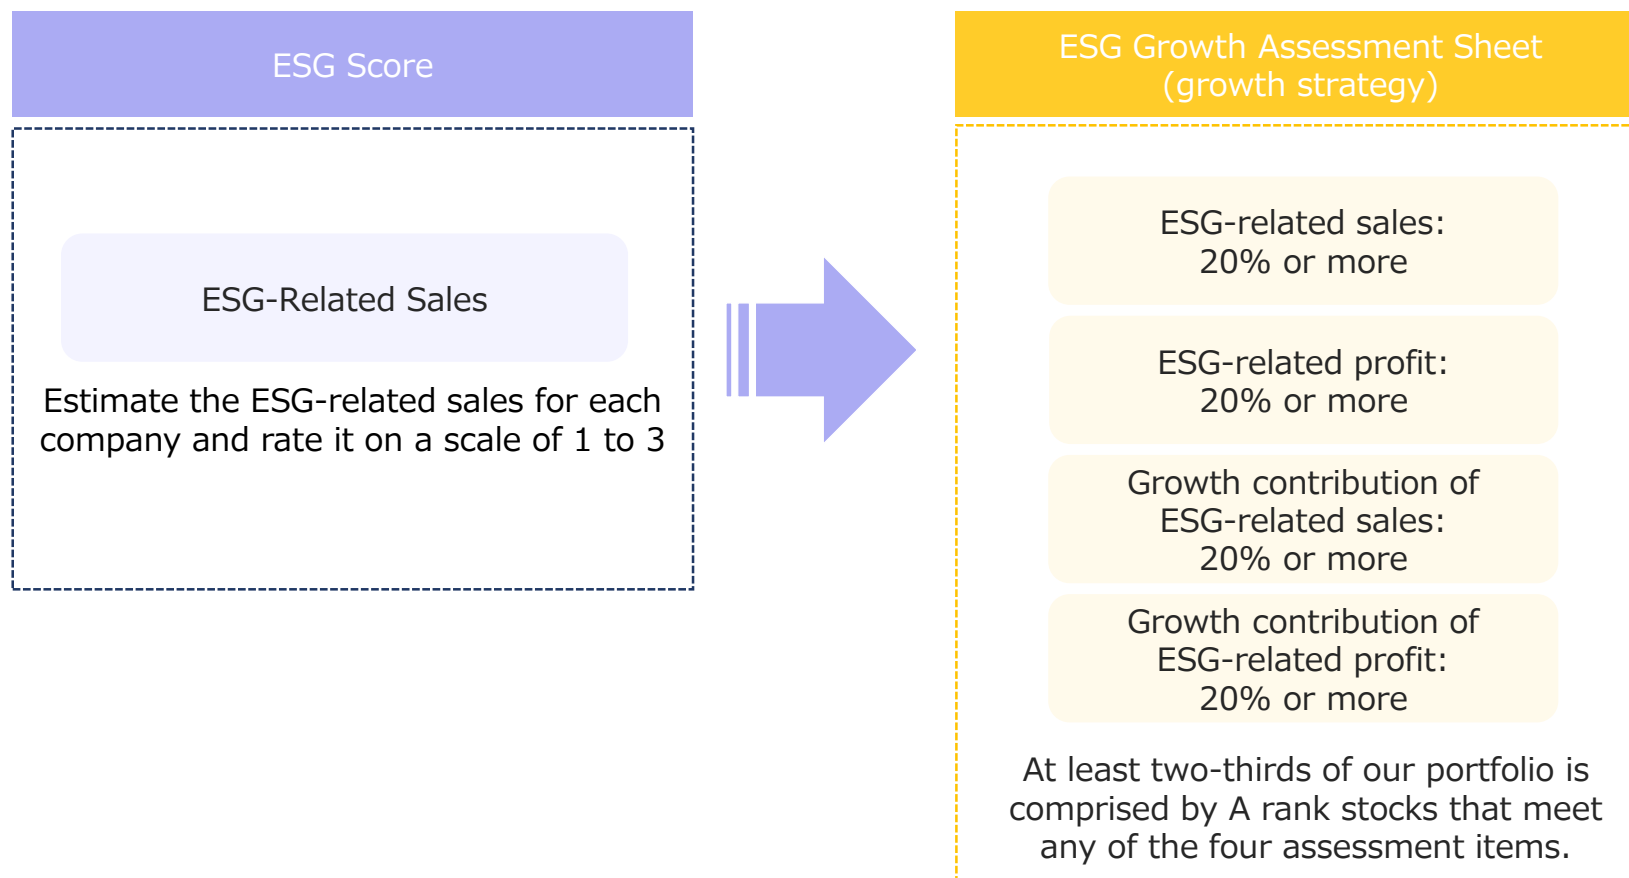 ESG Score
ESG-Related Sales
Estimate the ESG-related sales for each
company and rate it on a scale of 1 to 3
ESG Growth Assessment Sheet
(growth strategy)
ESG-related sales:
20% or more
ESG-related profit:
20% or more
Growth contribution of
ESG-related sales:
20% or more
Growth contribution of
ESG-related profit:
20% or more
At least two-thirds of our portfolio is
comprised by A rank stocks that meet
any of the four assessment items.